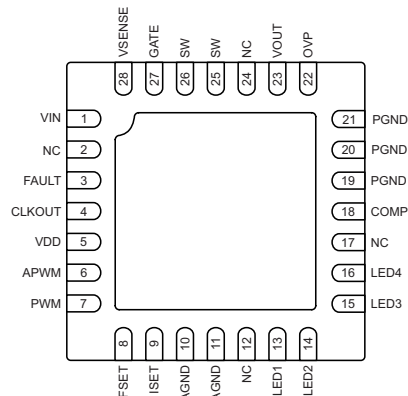 VSENSE
GATE
SW
SW
NC
VOUT
OVP
28
27
26
25
24
23
22
VIN 1
NC 2
FAULT 3
CLKOUT 4
VDD 5
APWM 6
PWM 7
21 PGND
20 PGND
19 PGND
18 COMP
17 NC
16 LED4
15 LED3
8
9
10
11
12
13
14
FSET
ISET
AGND
AGND
NC
LED1
LED2